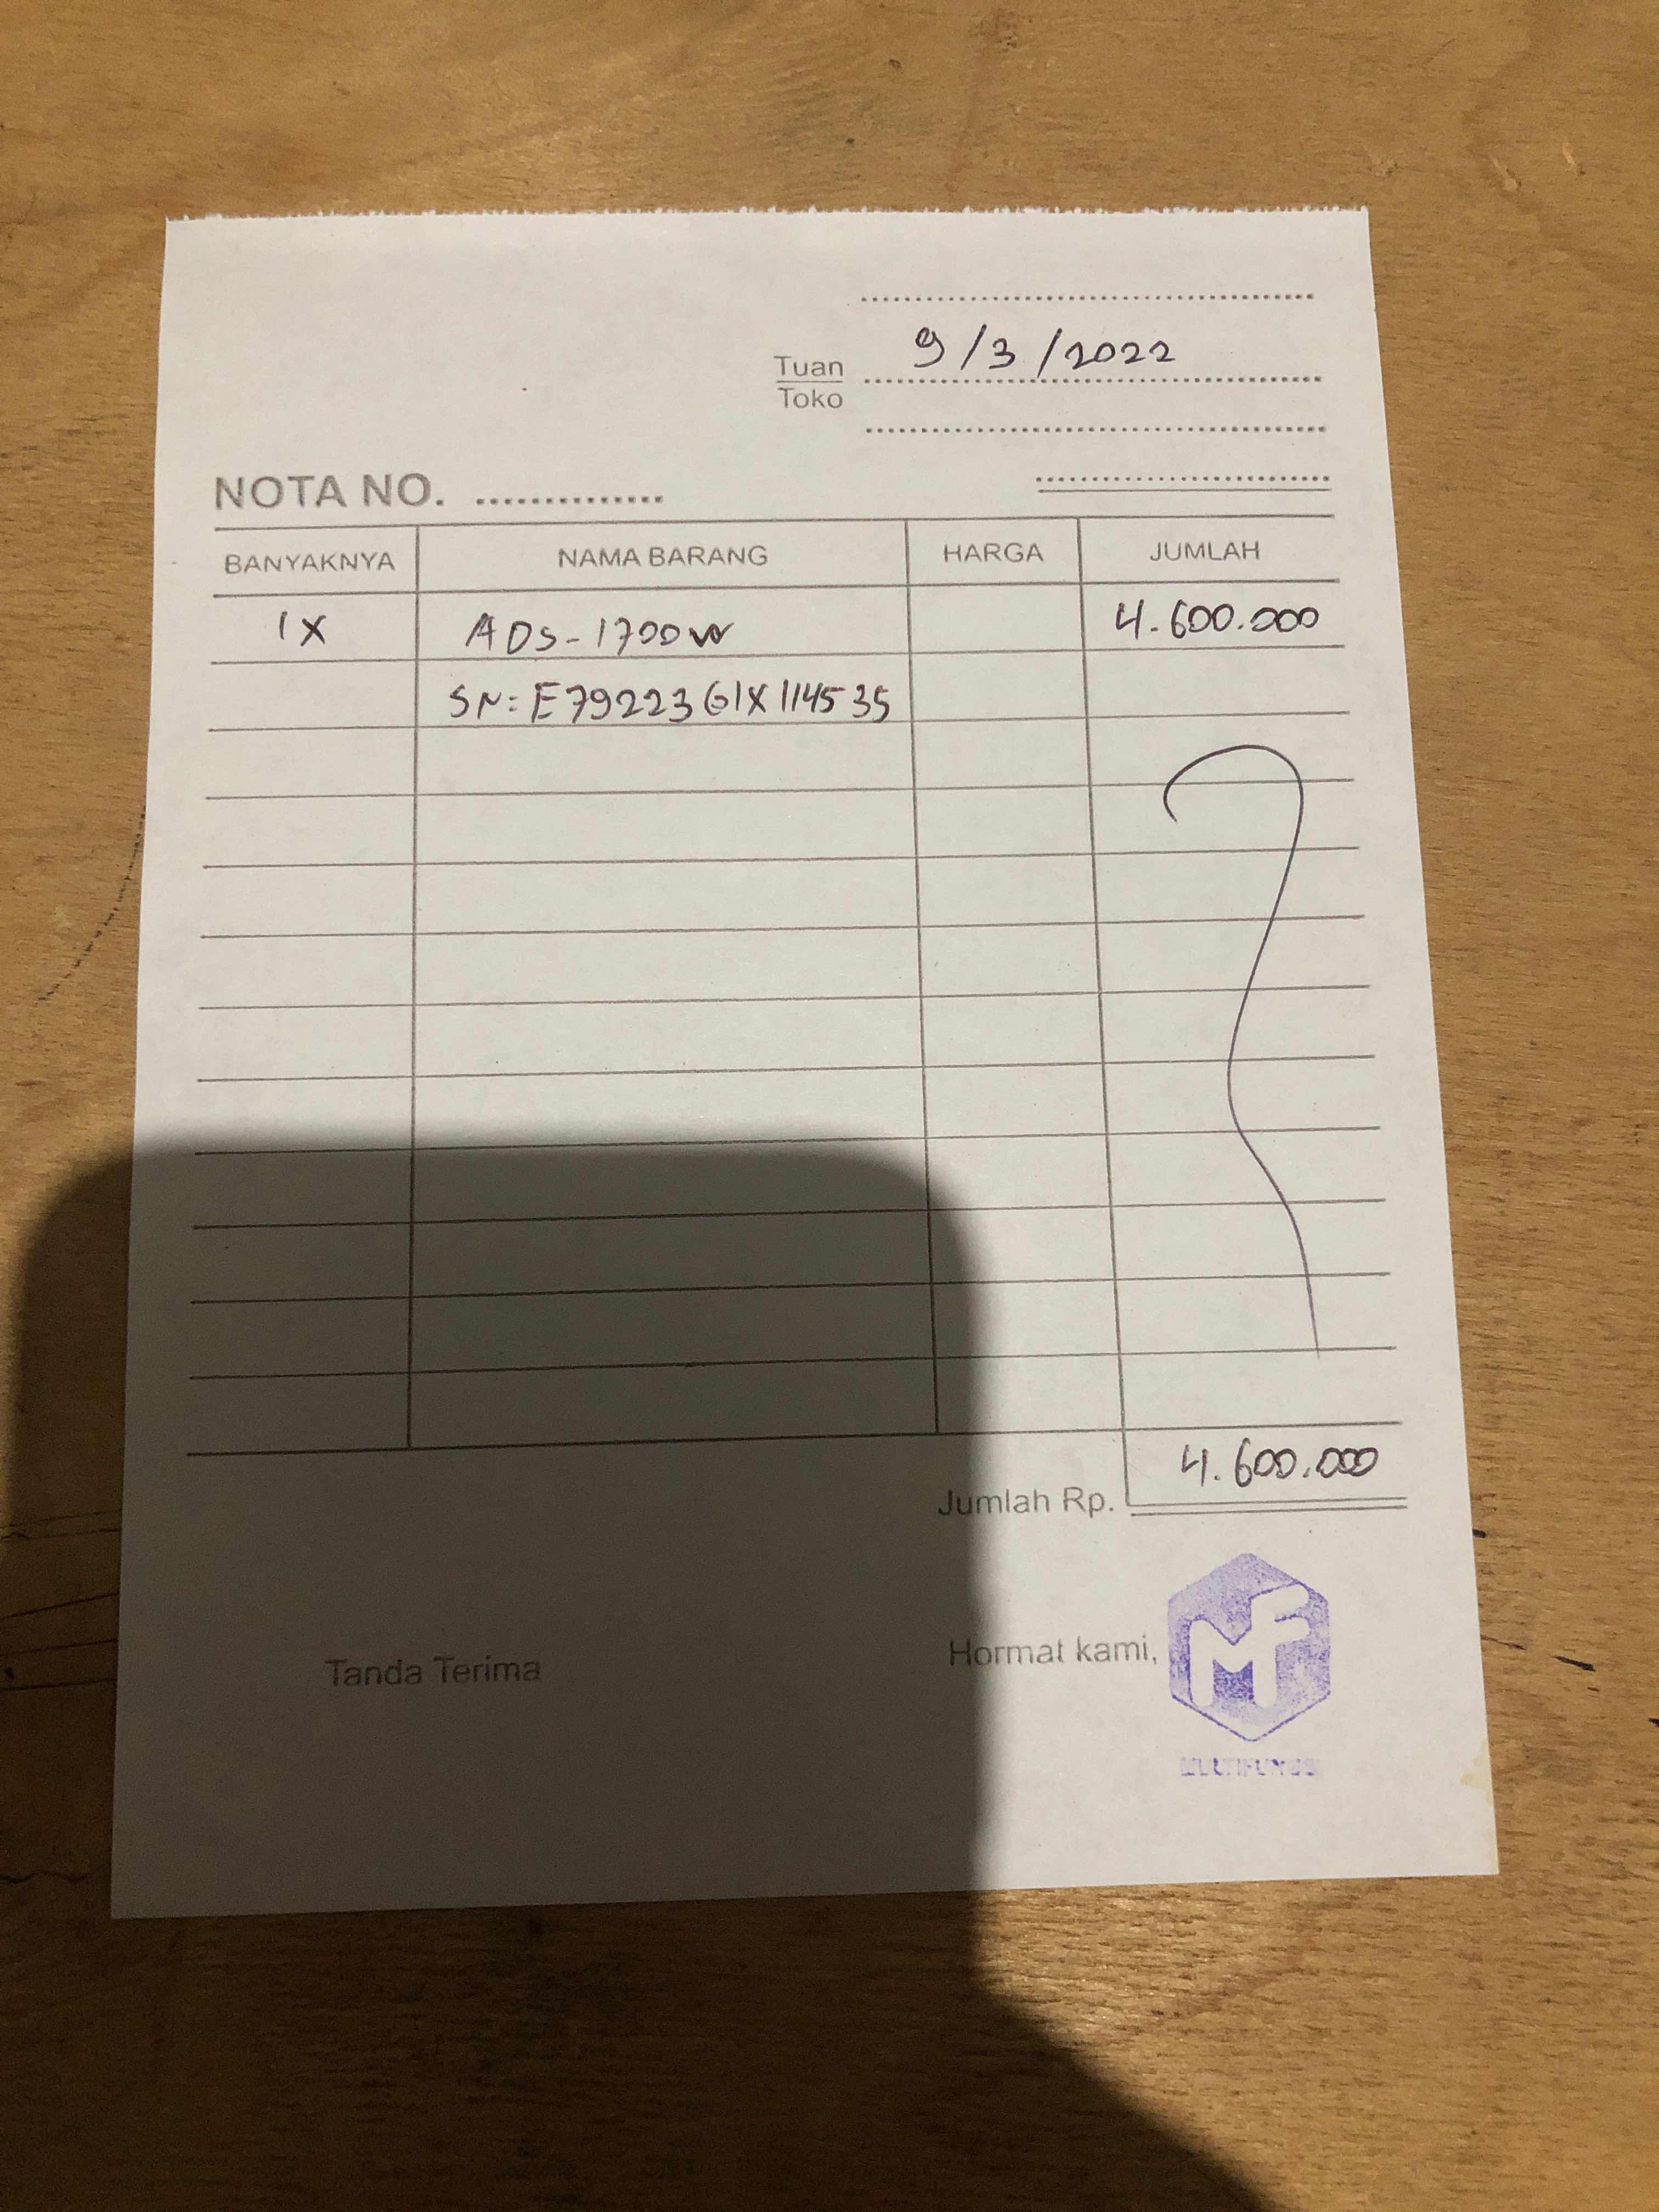 9/3/2022
Tuan
Toko
NOTA NO. ..............
BANYAKNYA NAMA BARANG HARGA JUMLAH
1X ADS-1700W 4.600.000
SN: E79223G1X114535
Jumlah Rp. 4.600.000
Tanda Terima Hormat kami,
MF